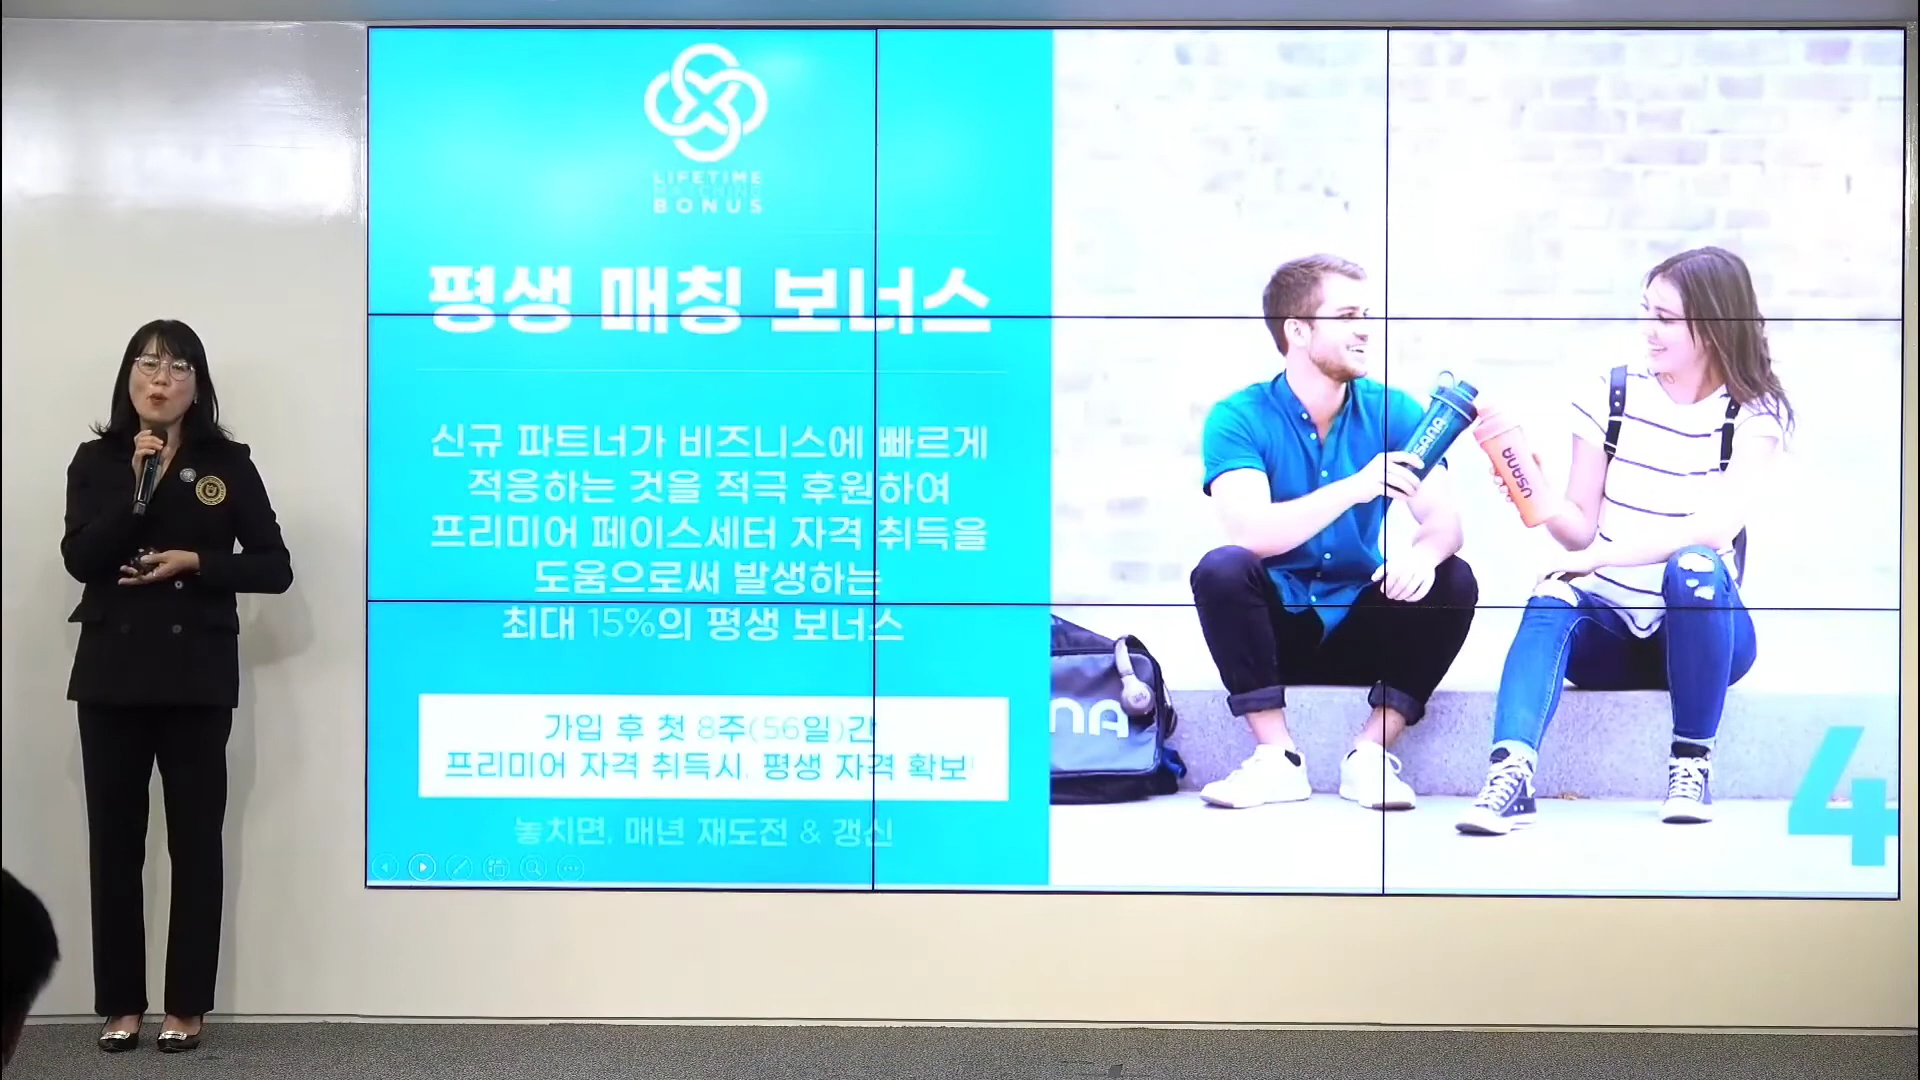 LIFETIME
MATCHING
BONUS
평생 매칭 보너스
신규 파트너가 비즈니스에 빠르게
적응하는 것을 적극 후원하여
프리미어 페이스세터 자격 취득을
도움으로써 발생하는
최대 15%의 평생 보너스
가입 후 첫 8주(56일)간
프리미어 자격 취득시, 평생 자격 확보!
놓치면, 매년 재도전 & 갱신
USANA
USANA
NA
4